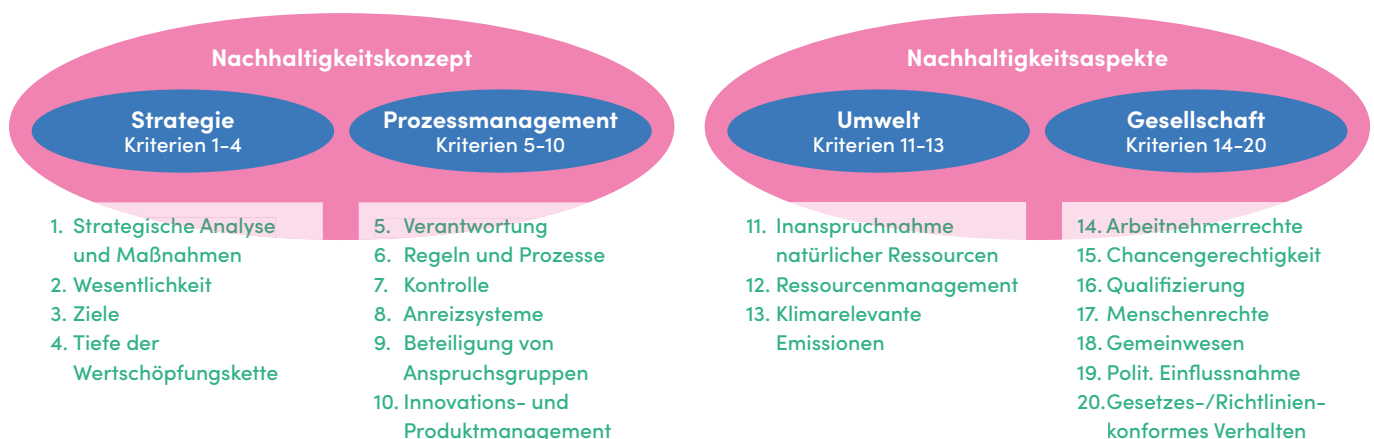 Nachhaltigkeitskonzept
Strategie
Kriterien 1-4
Prozessmanagement
Kriterien 5-10
1. Strategische Analyse
und Maßnahmen
2. Wesentlichkeit
3. Ziele
4. Tiefe der
Wertschöpfungskette
5. Verantwortung
6. Regeln und Prozesse
7. Kontrolle
8. Anreizsysteme
9. Beteiligung von
Anspruchsgruppen
10. Innovations- und
Produktmanagement
Nachhaltigkeitsaspekte
Umwelt
Kriterien 11-13
Gesellschaft
Kriterien 14-20
11. Inanspruchnahme
natürlicher Ressourcen
12. Ressourcenmanagement
13. Klimarelevante
Emissionen
14. Arbeitnehmerrechte
15. Chancengerechtigkeit
16. Qualifizierung
17. Menschenrechte
18. Gemeinwesen
19. Polit. Einflussnahme
20.Gesetzes-/Richtlinien-
konformes Verhalten